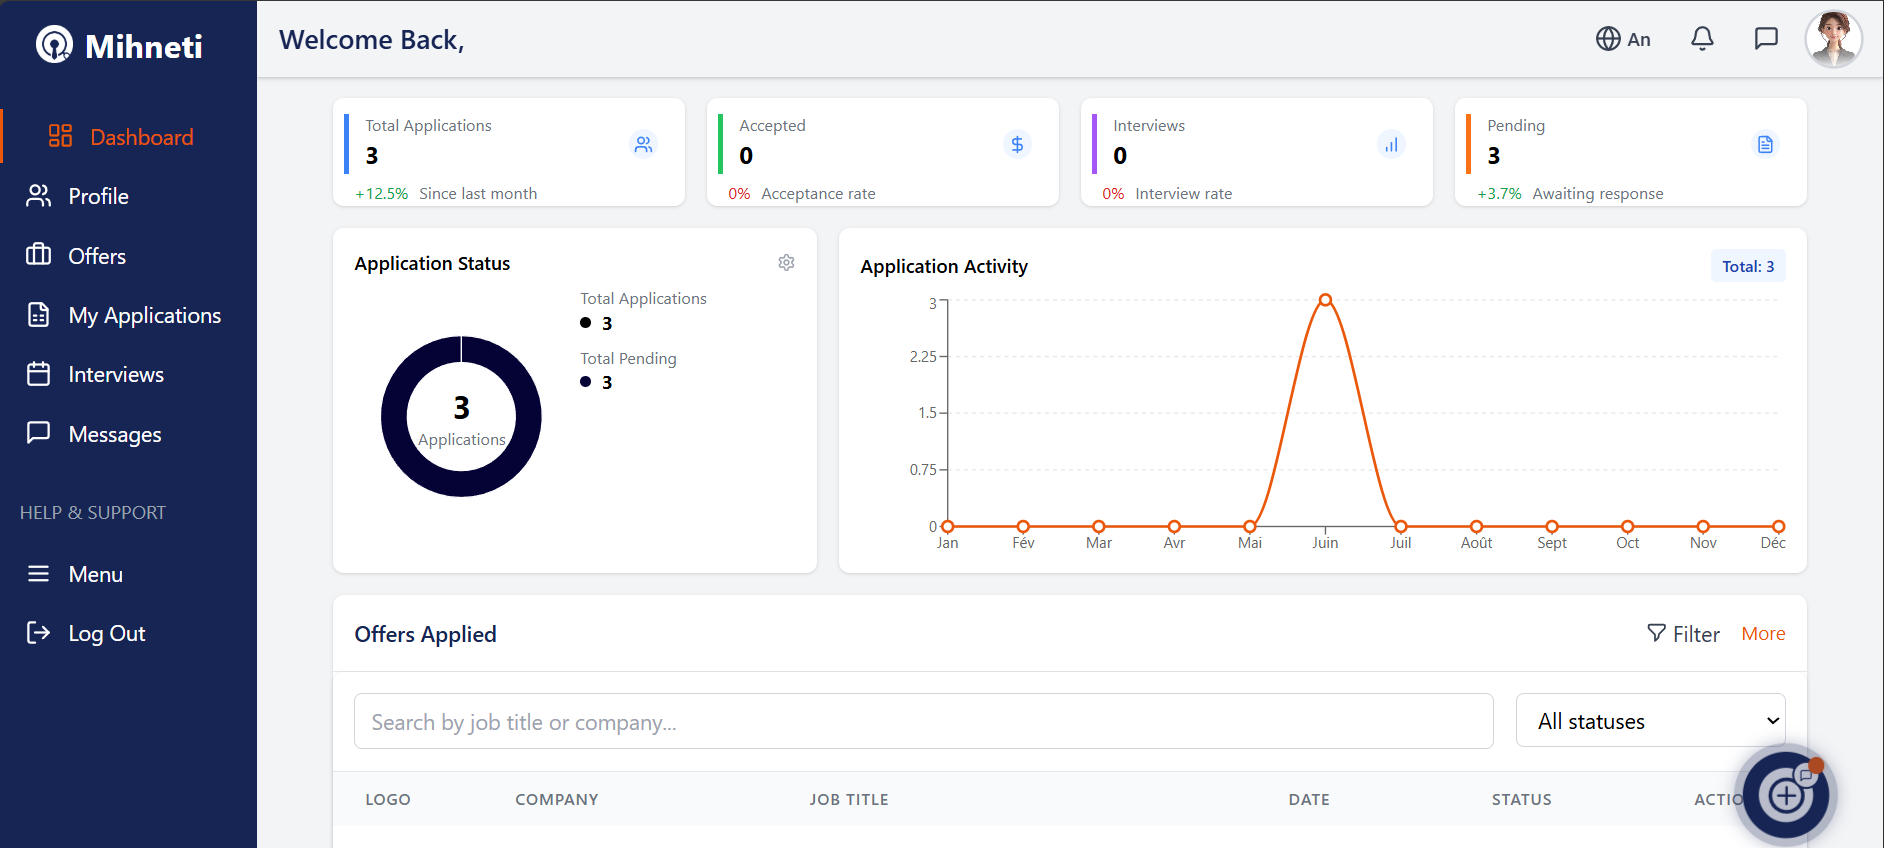 Mihneti
Welcome Back,
An
Dashboard
Profile
Offers
My Applications
Interviews
Messages
HELP & SUPPORT
Menu
Log Out
Total Applications
3
+12.5% Since last month
Accepted
0
0% Acceptance rate
Interviews
0
0% Interview rate
Pending
3
+3.7% Awaiting response
Application Status
Total Applications
3
Total Pending
3
3
Applications
Application Activity
Total: 3
3
2.25
1.5
0.75
0
Jan Fév Mar Avr Mai Juin Juil Août Sept Oct Nov Déc
Offers Applied
Filter More
Search by job title or company...
All statuses
LOGO COMPANY JOB TITLE DATE STATUS ACTIO